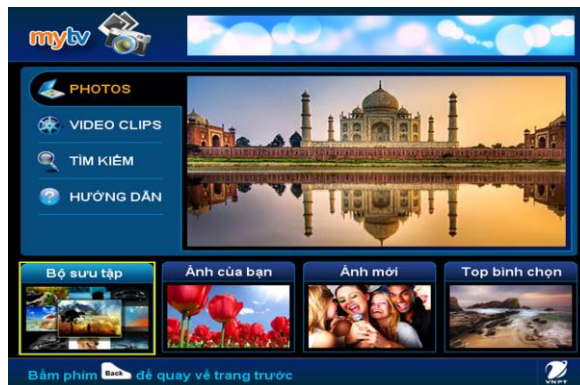 mytv
PHOTOS
VIDEO CLIPS
TÌM KIẾM
HƯỚNG DẪN
Bộ sưu tập
Ảnh của bạn
Ảnh mới
Top bình chọn
Bấm phím Back để quay về trang trước
VNPT